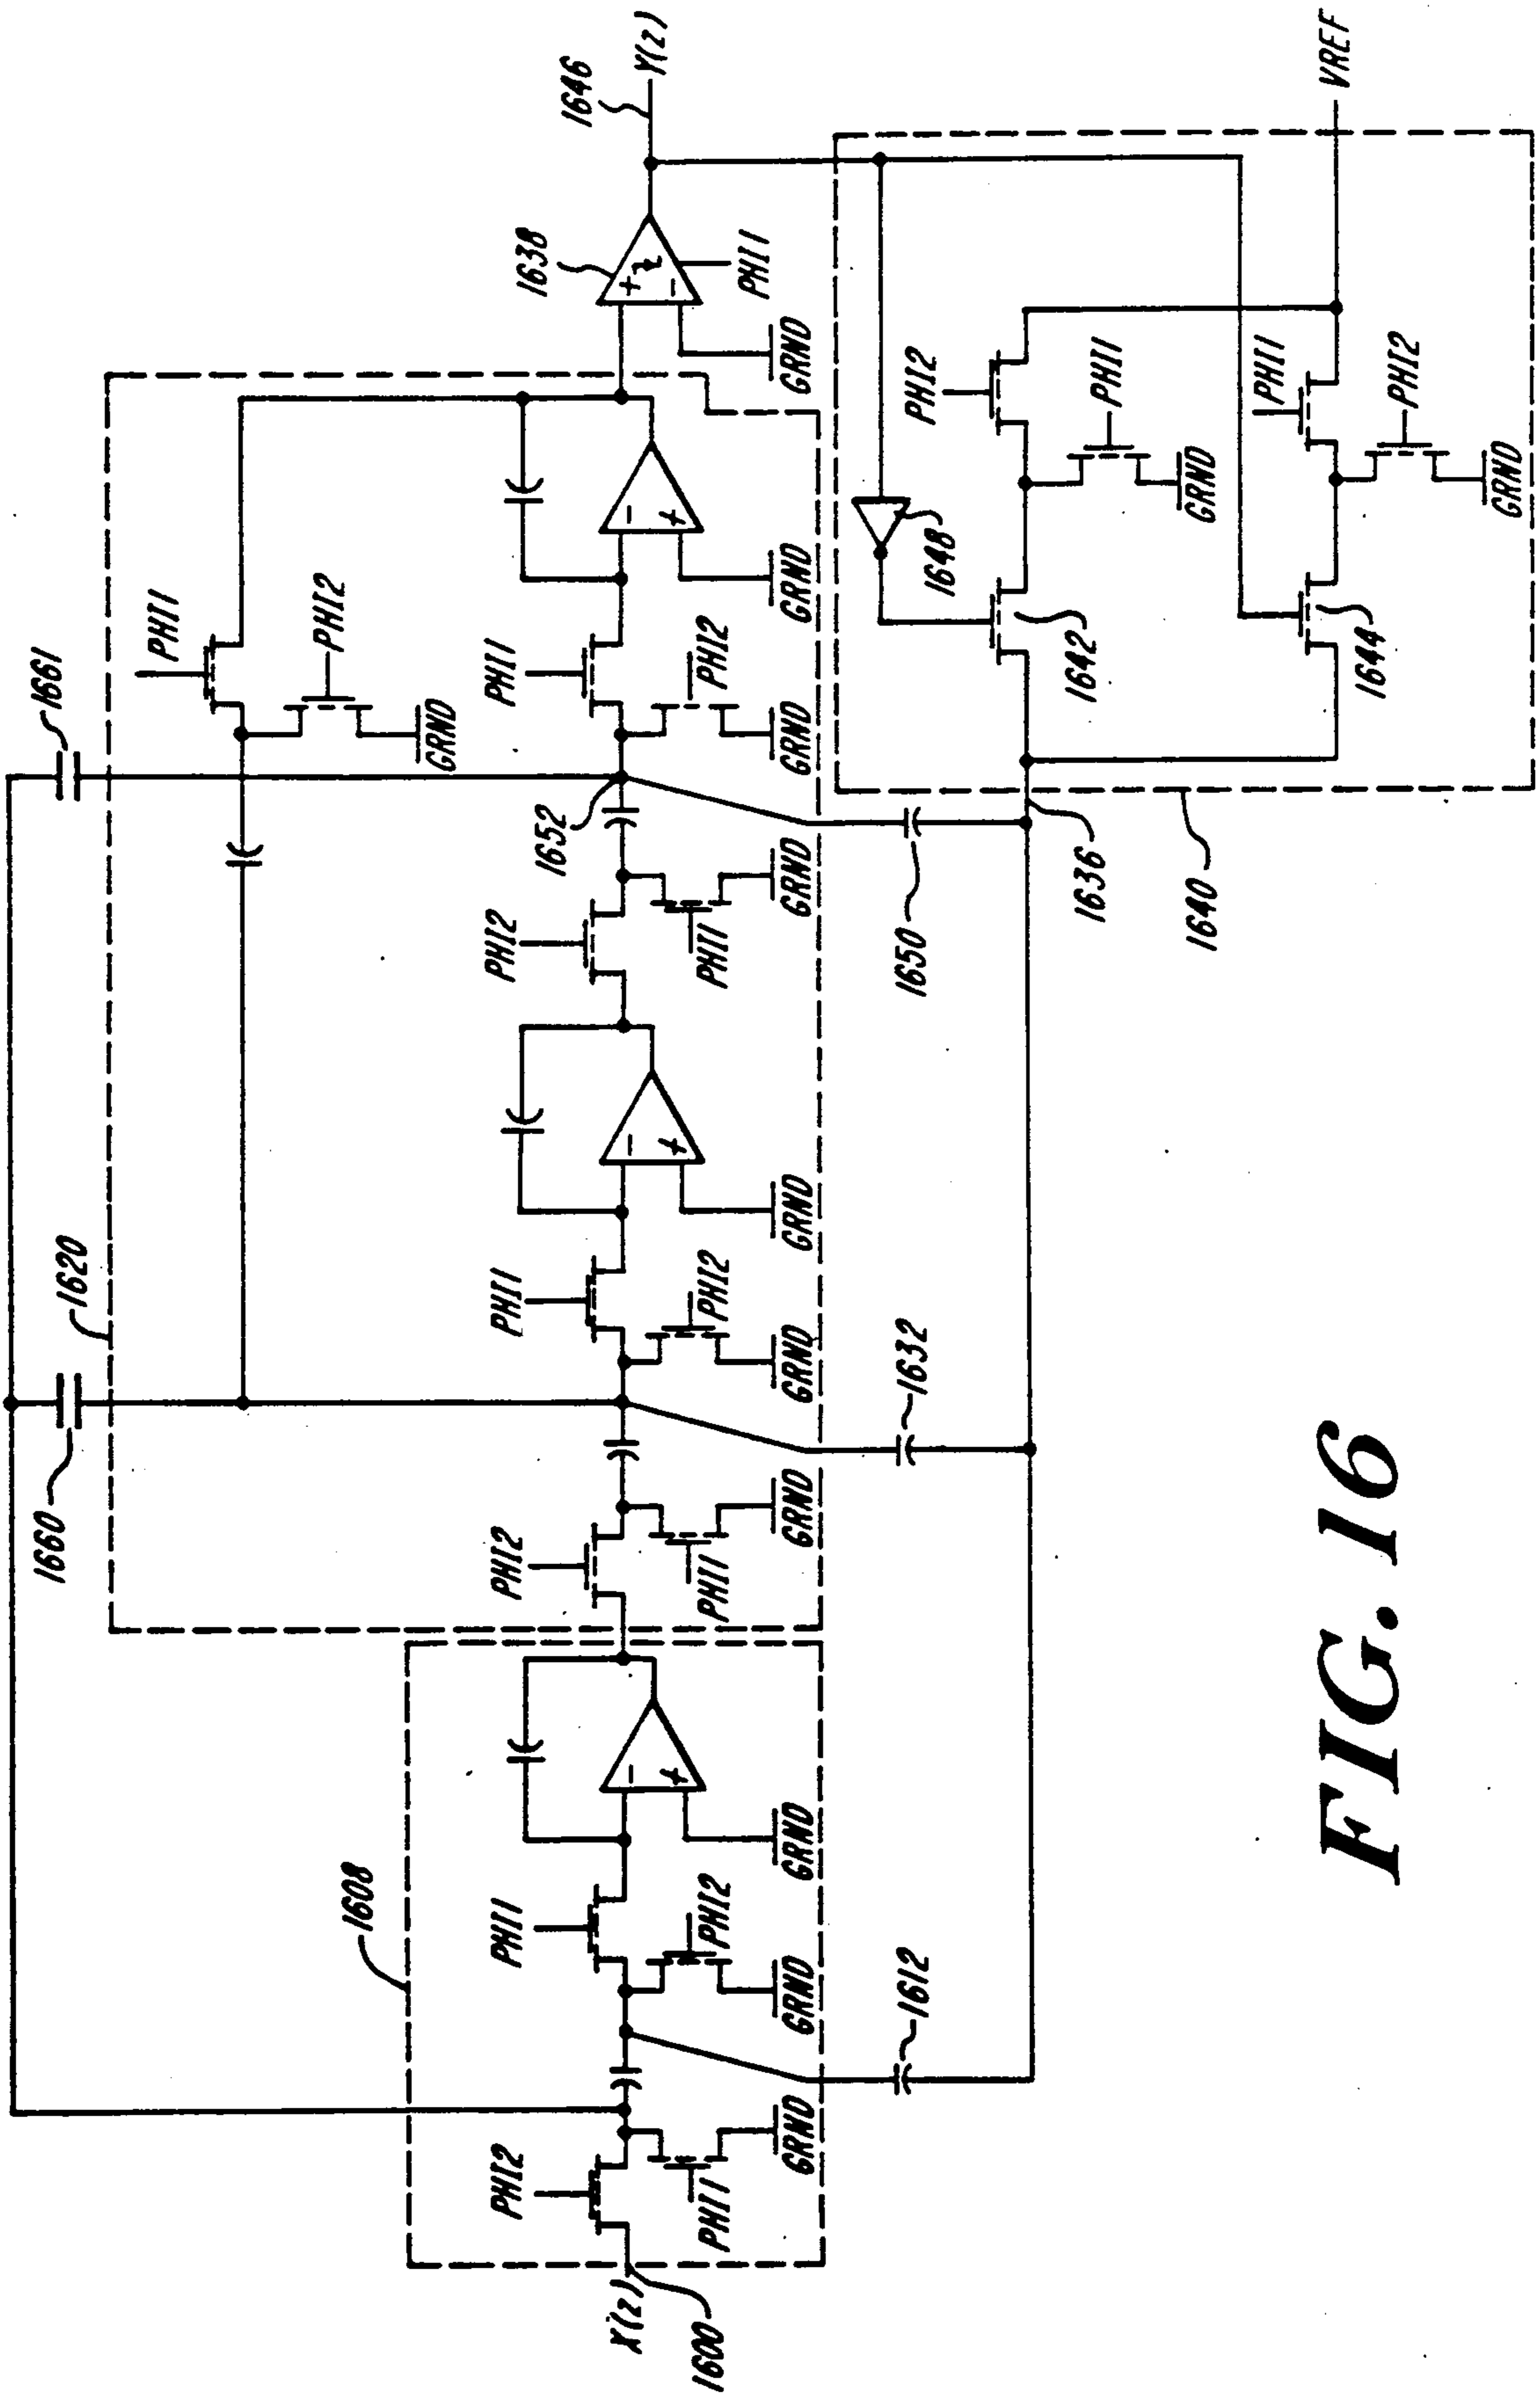 1661
1660
1620
PHI1
PHI2
GRND
1608
PHI2
PHI1
PHI2
PHI1
PHI2
PHI1
1652
1638
1646
X(z)
1600
Y(z)
PHI1
GRND
PHI2
GRND
GRND
PHI1
GRND
PHI2
GRND
GRND
PHI1
GRND
PHI2
GRND
GRND
PHI1
GRND
1612
1632
1650
1648
PHI2
1636
1642
PHI1
GRND
1640
PHI1
1644
PHI2
GRND
VREF
FIG. 16